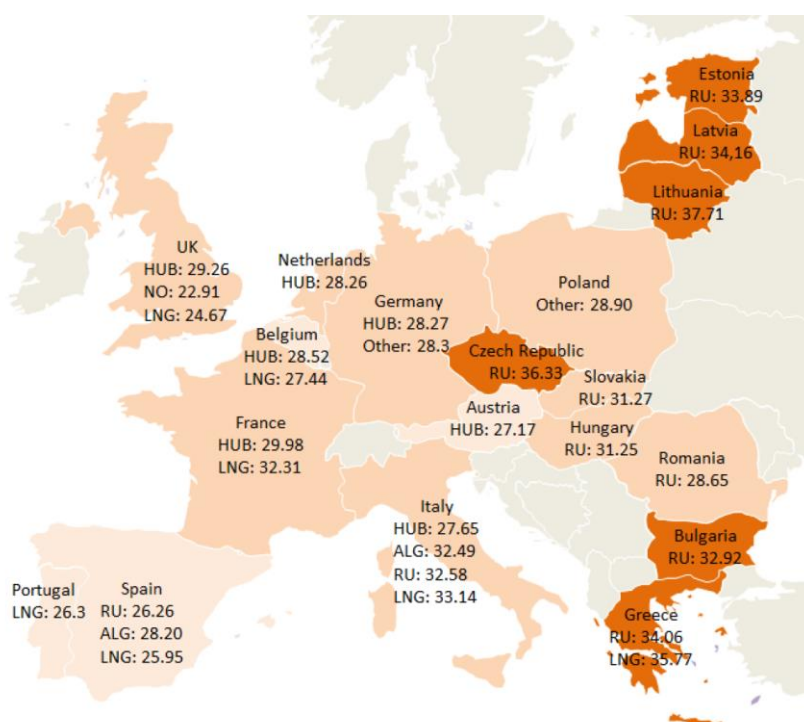 Estonia
RU: 33.89
Latvia
RU: 34,16
Lithuania
RU: 37.71
UK
HUB: 29.26
NO: 22.91
LNG: 24.67
Netherlands
HUB: 28.26
Germany
HUB: 28.27
Other: 28.3
Poland
Other: 28.90
Belgium
HUB: 28.52
LNG: 27.44
Czech Republic
RU: 36.33
Slovakia
RU: 31.27
Austria
HUB: 27.17
France
HUB: 29.98
LNG: 32.31
Hungary
RU: 31.25
Romania
RU: 28.65
Italy
HUB: 27.65
ALG: 32.49
RU: 32.58
LNG: 33.14
Bulgaria
RU: 32.92
Portugal
LNG: 26.3
Spain
RU: 26.26
ALG: 28.20
LNG: 25.95
Greece
RU: 34.06
LNG: 35.77